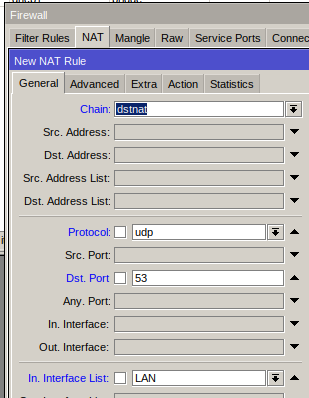 Firewall
Filter Rules NAT Mangle Raw Service Ports Connec
New NAT Rule
General Advanced Extra Action Statistics
Chain: dstnat
Src. Address:
Dst. Address:
Src. Address List:
Dst. Address List:
Protocol: udp
Src. Port:
Dst. Port 53
Any. Port:
In. Interface:
Out. Interface:
In. Interface List: LAN